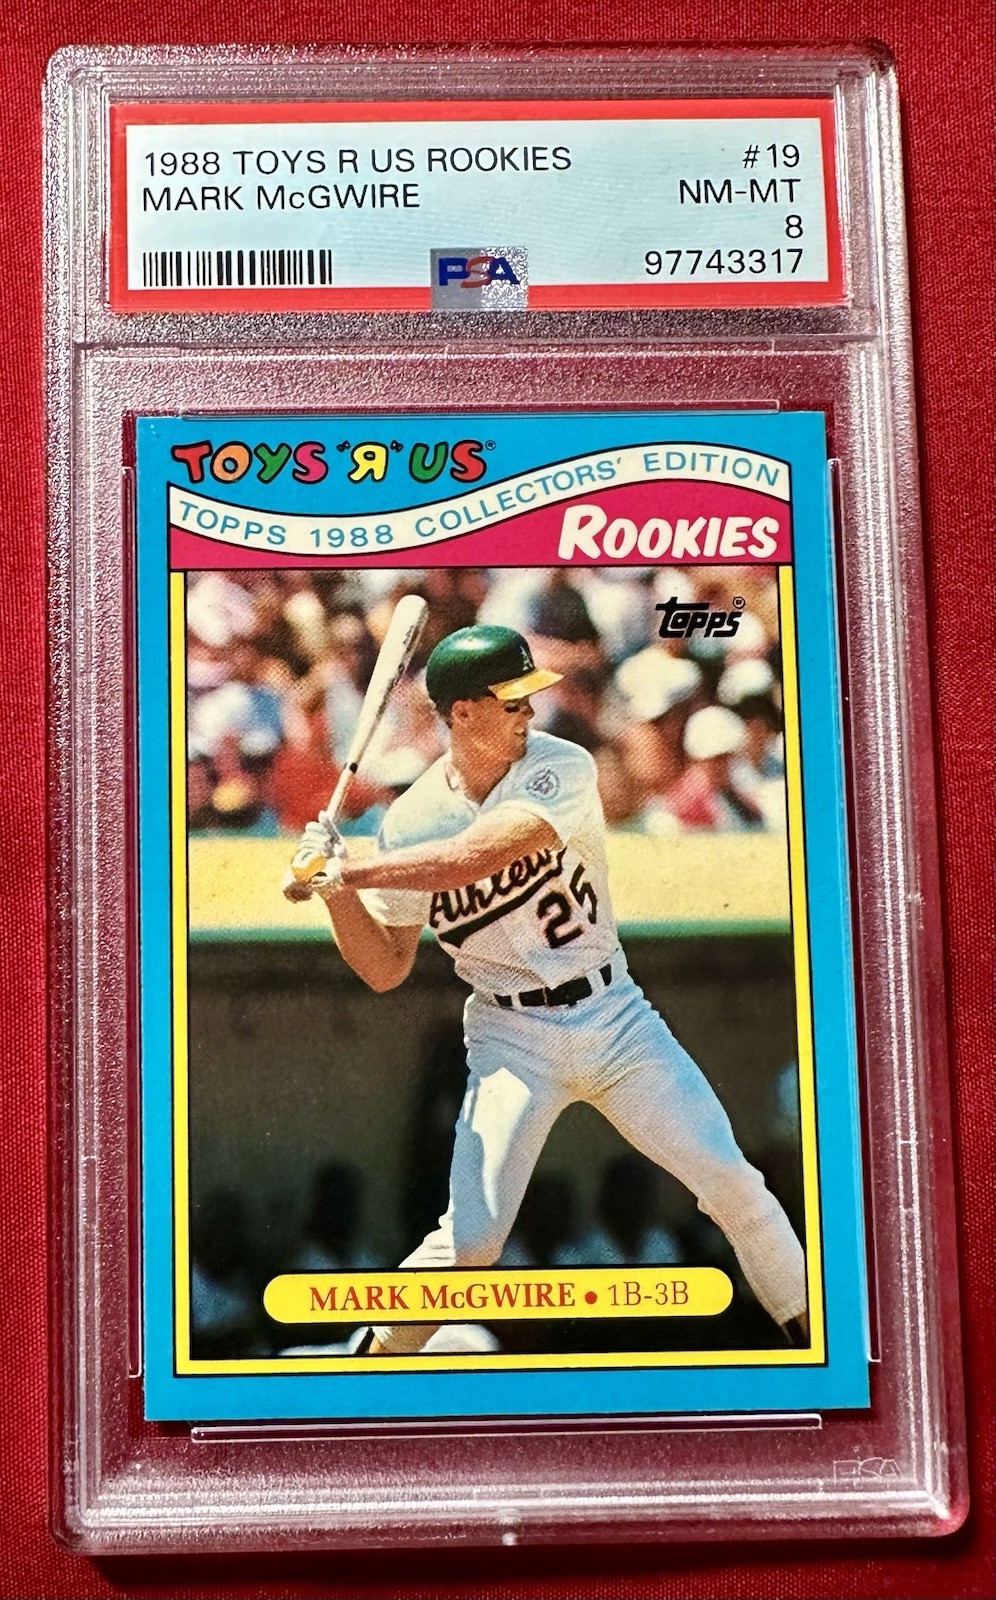 1988 TOYS R US ROOKIES #19
MARK McGWIRE NM-MT
8
97743317
PSA
TOYS "R" US®
TOPPS 1988 COLLECTORS' EDITION
ROOKIES
topps®
A's
Athletics
25
MARK McGWIRE • 1B-3B
PSA